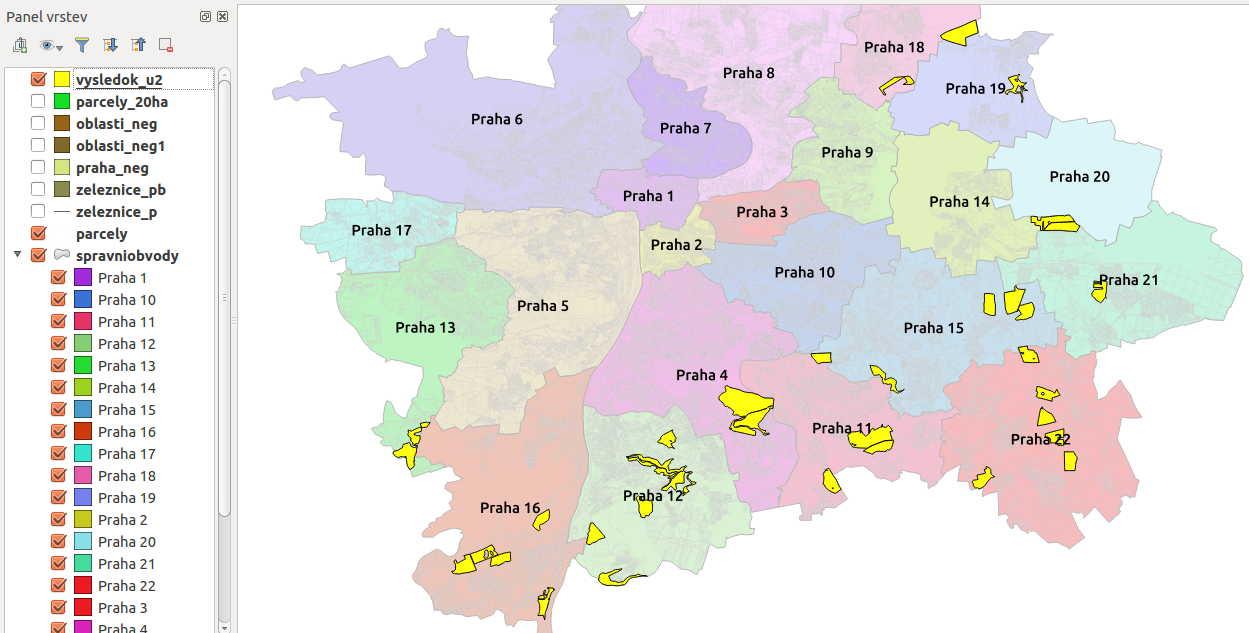 Panel vrstev
vysledok_u2
parcely_20ha
oblasti_neg
oblasti_neg1
praha_neg
zeleznice_pb
zeleznice_p
parcely
spravniobvody
Praha 1
Praha 10
Praha 11
Praha 12
Praha 13
Praha 14
Praha 15
Praha 16
Praha 17
Praha 18
Praha 19
Praha 2
Praha 20
Praha 21
Praha 22
Praha 3
Praha 4
Praha 18
Praha 8
Praha 19
Praha 6
Praha 7
Praha 9
Praha 20
Praha 1
Praha 14
Praha 3
Praha 17
Praha 2
Praha 10
Praha 21
Praha 5
Praha 13
Praha 15
Praha 4
Praha 11
Praha 22
Praha 12
Praha 16